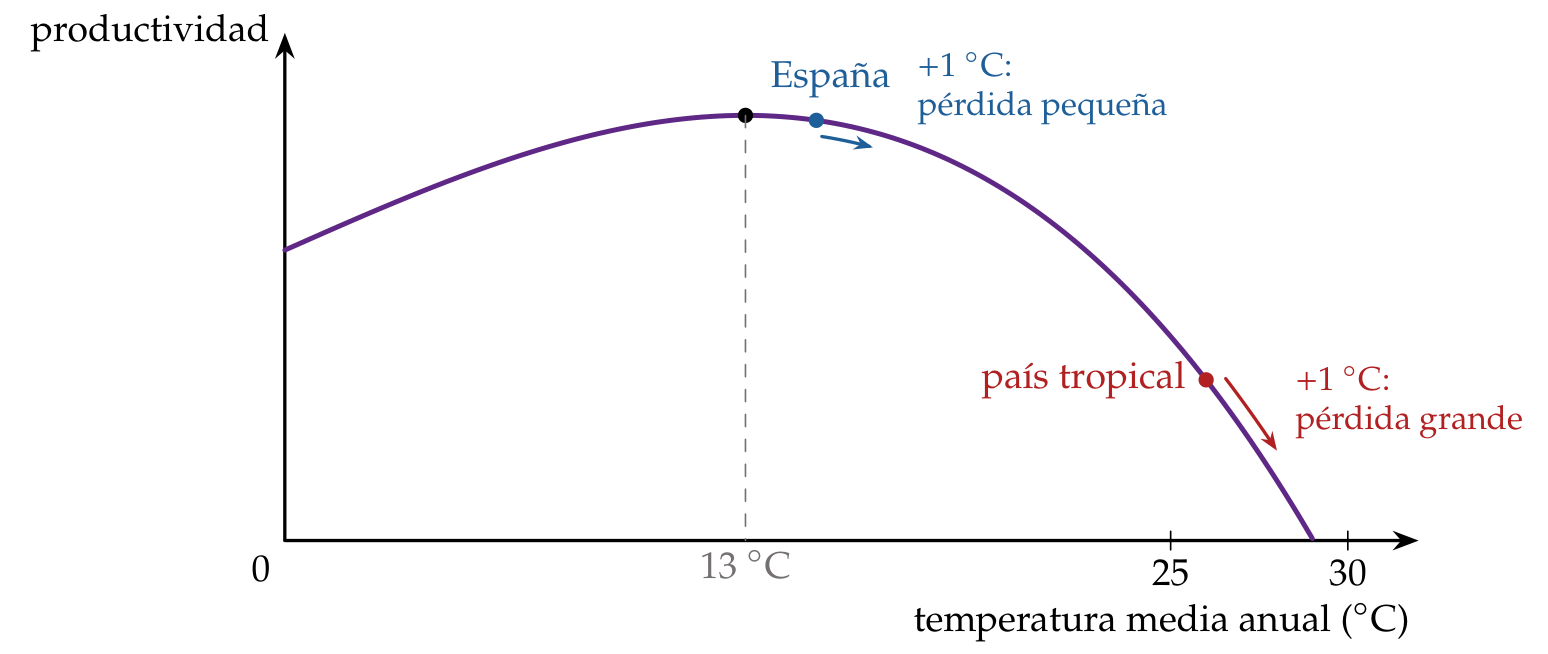 productividad
España
+1 °C:
pérdida pequeña
país tropical
+1 °C:
pérdida grande
0
13 °C
25
30
temperatura media anual (°C)